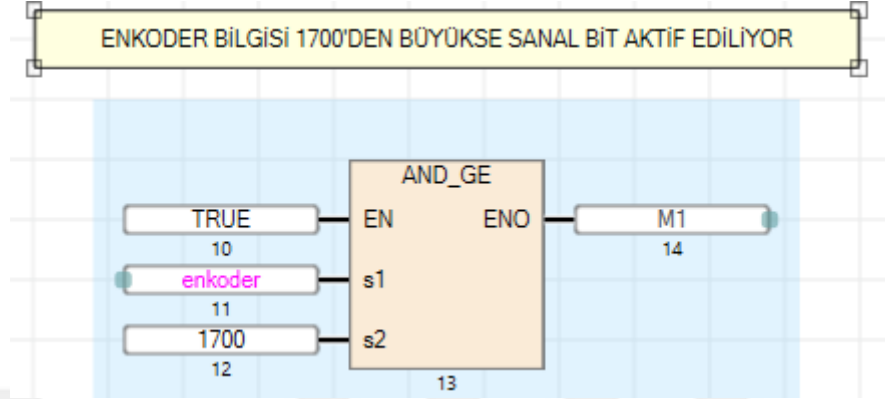 ENKODER BİLGİSİ 1700'DEN BÜYÜKSE SANAL BİT AKTİF EDİLİYOR
AND_GE
TRUE EN ENO M1
10 14
enkoder s1
11
1700 s2
12 13